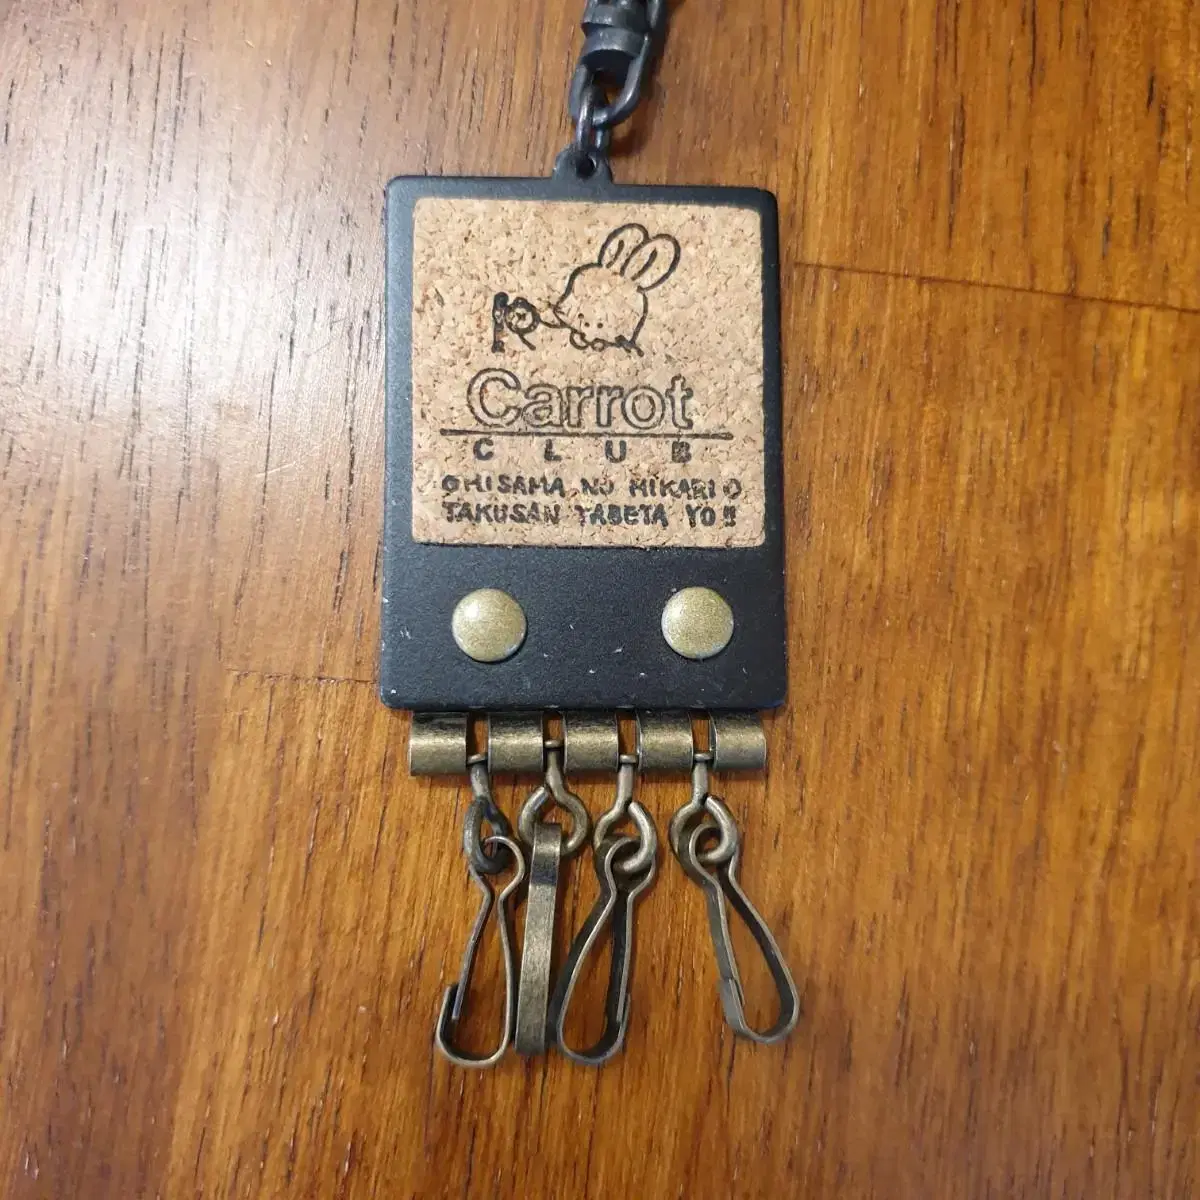 Carrot
CLUB
OHISAMA NO HIKARI O
TAKUSAN TABETA YO!!